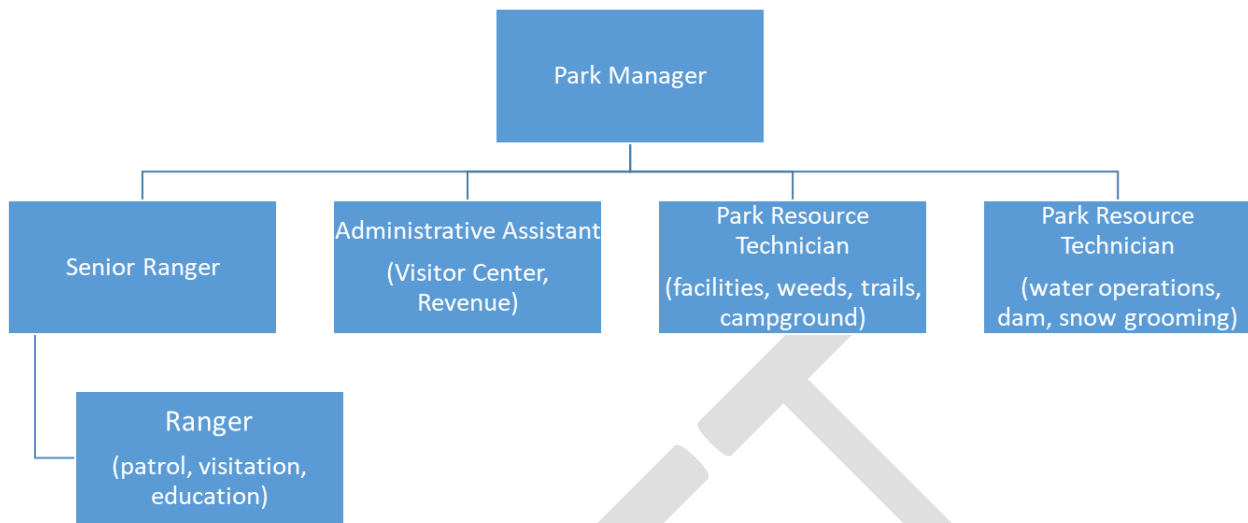 Park Manager
Senior Ranger
Administrative Assistant
(Visitor Center,
Revenue)
Park Resource
Technician
(facilities, weeds, trails,
campground)
Park Resource
Technician
(water operations,
dam, snow grooming)
Ranger
(patrol, visitation,
education)